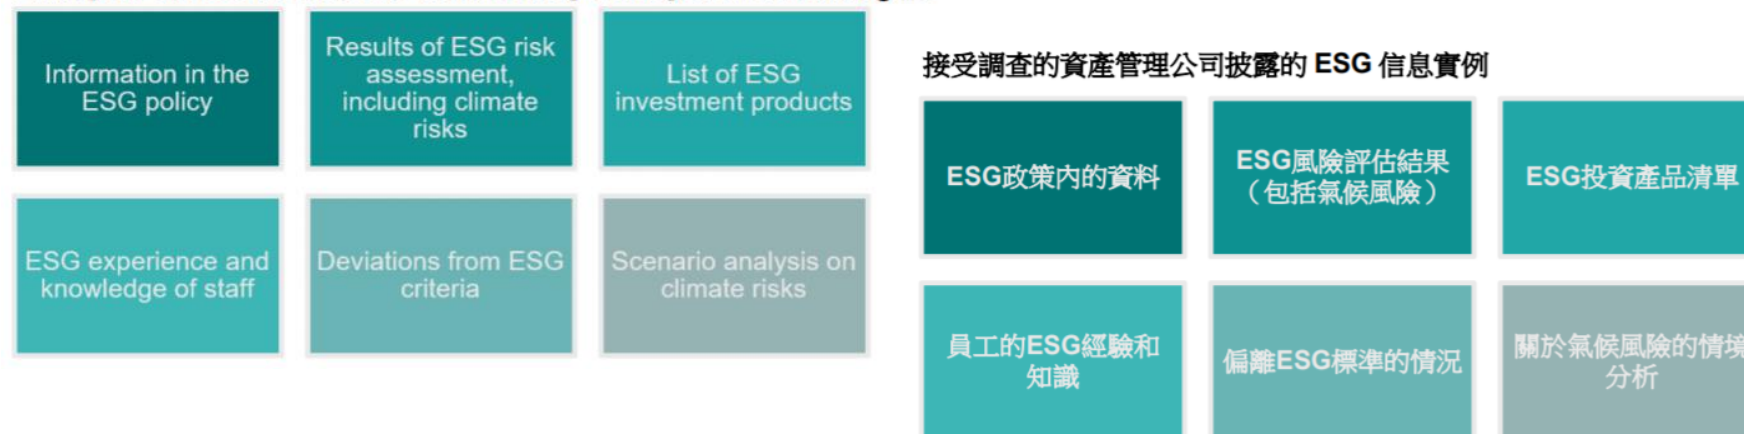 Information in the
ESG policy
Results of ESG risk
assessment,
including climate
risks
List of ESG
investment products
ESG experience and
knowledge of staff
Deviations from ESG
criteria
Scenario analysis on
climate risks
接受調查的資產管理公司披露的 ESG 信息實例
ESG政策內的資料
ESG風險評估結果
（包括氣候風險）
ESG投資產品清單
員工的ESG經驗和
知識
偏離ESG標準的情況
關於氣候風險的情境
分析